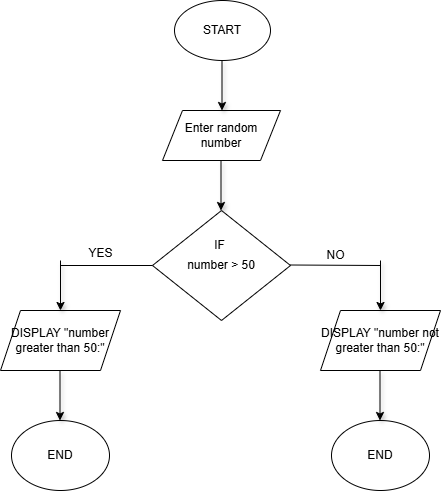 START
Enter random
number
IF
number > 50
YES
NO
DISPLAY "number
greater than 50:"
DISPLAY "number not
greater than 50:"
END
END